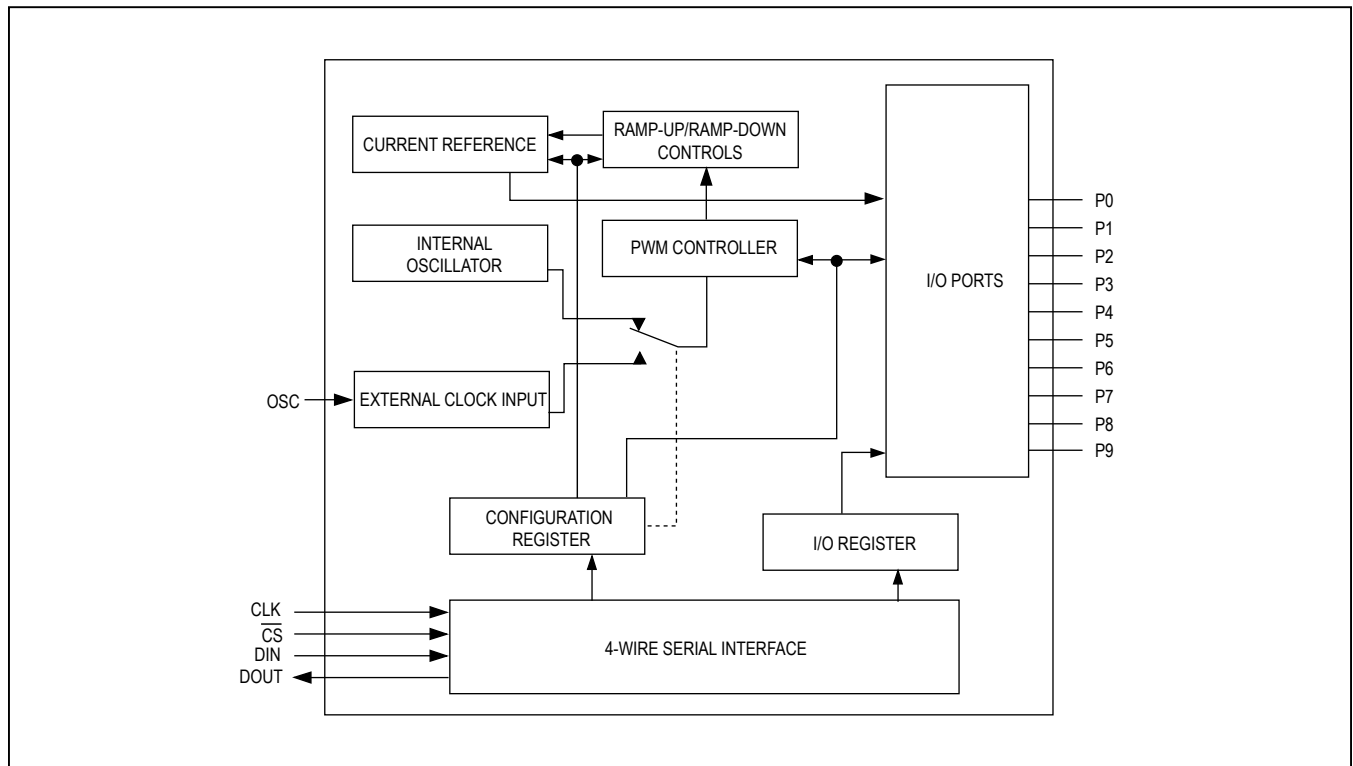 CURRENT REFERENCE
RAMP-UP/RAMP-DOWN
CONTROLS
INTERNAL
OSCILLATOR
PWM CONTROLLER
I/O PORTS
P0
P1
P2
P3
P4
P5
P6
P7
P8
P9
OSC
EXTERNAL CLOCK INPUT
CONFIGURATION
REGISTER
I/O REGISTER
CLK
CS
DIN
DOUT
4-WIRE SERIAL INTERFACE